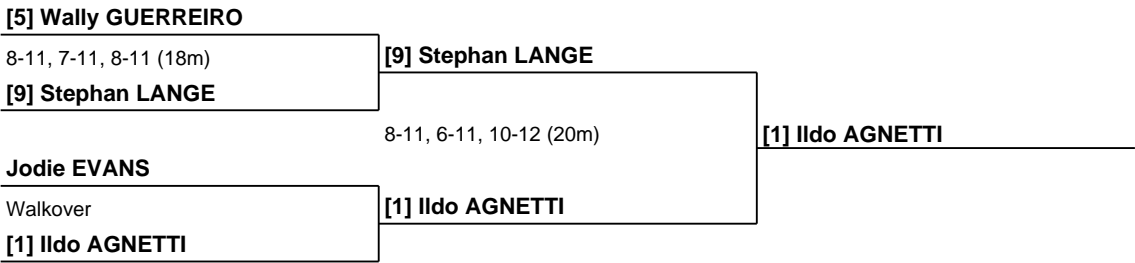 [5] Wally GUERREIRO
8-11, 7-11, 8-11 (18m)
[9] Stephan LANGE
[9] Stephan LANGE
8-11, 6-11, 10-12 (20m)
[1] Ildo AGNETTI
Jodie EVANS
Walkover
[1] Ildo AGNETTI
[1] Ildo AGNETTI